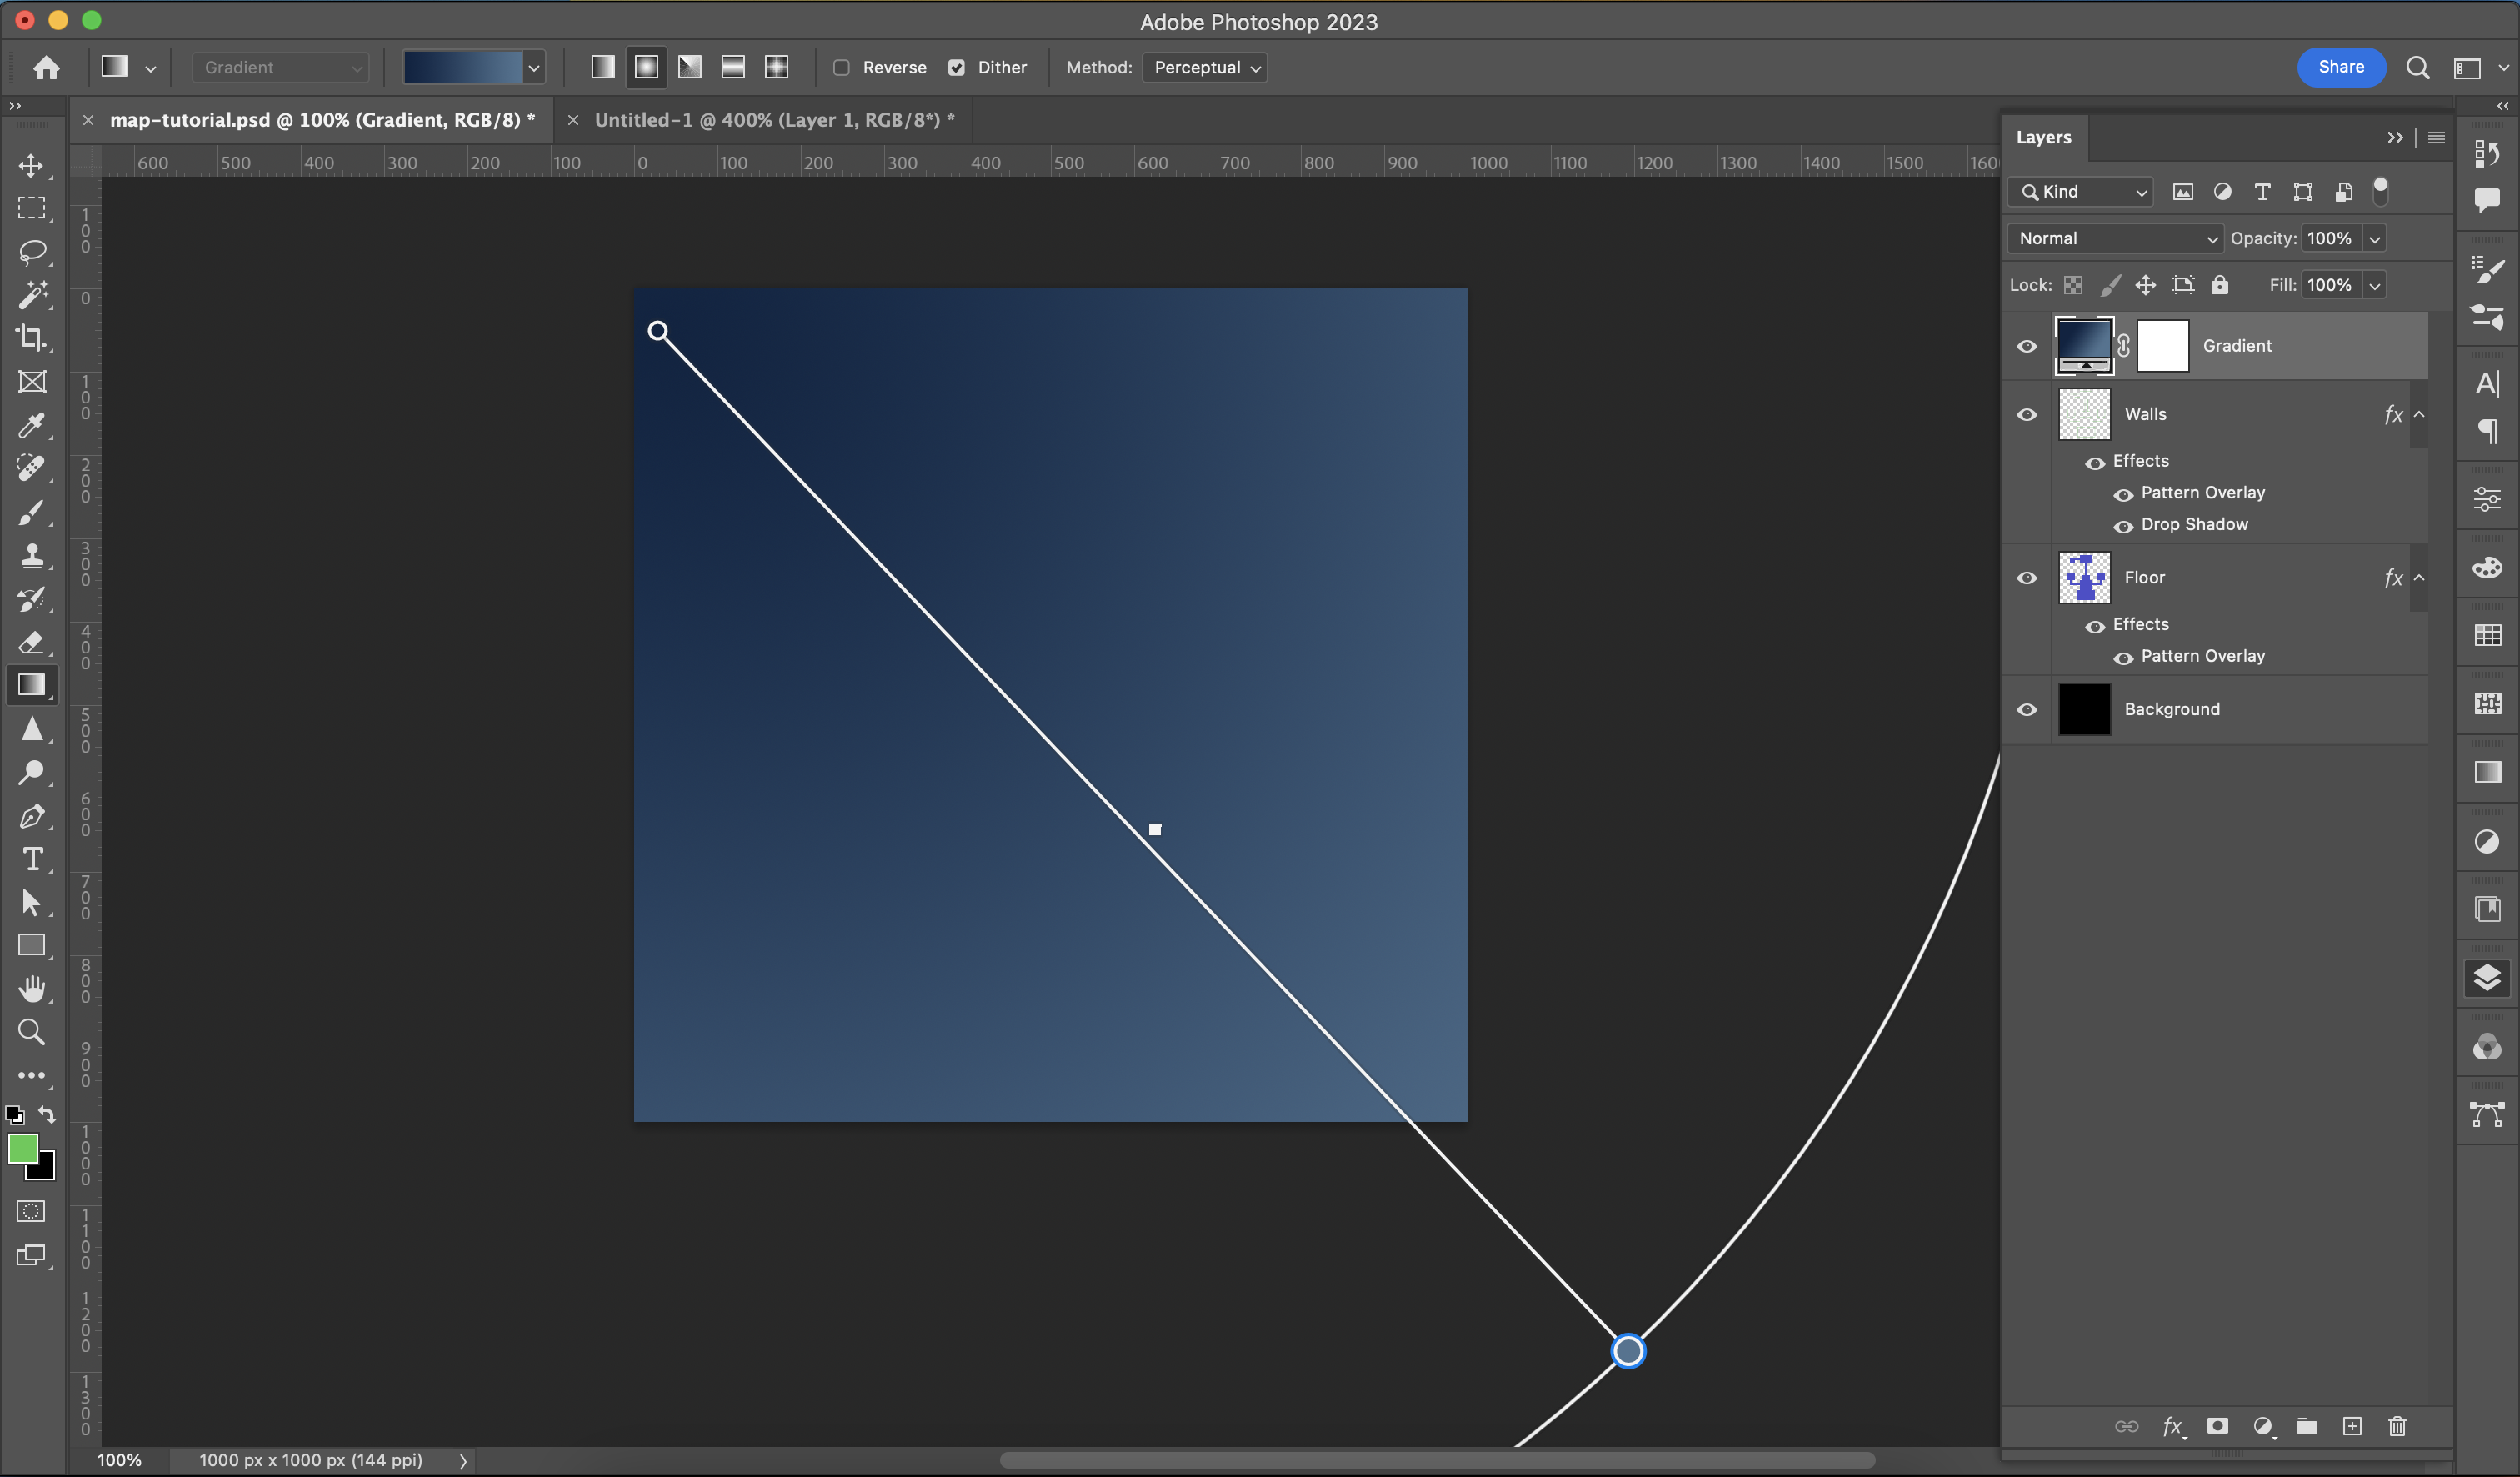 Adobe Photoshop 2023
Gradient
Reverse
Dither
Method:
Perceptual
Share
map-tutorial.psd @ 100% (Gradient, RGB/8) *
Untitled-1 @ 400% (Layer 1, RGB/8*) *
600 500 400 300 200 100 0 100 200 300 400 500 600 700 800 900 1000 1100 1200 1300 1400 1500 1600
100
0
100
200
300
400
500
600
700
800
900
1000
1100
1200
1300
Layers
Kind
Normal
Opacity: 100%
Lock:
Fill: 100%
Gradient
Walls
fx
Effects
Pattern Overlay
Drop Shadow
Floor
fx
Effects
Pattern Overlay
Background
fx
100%
1000 px x 1000 px (144 ppi)